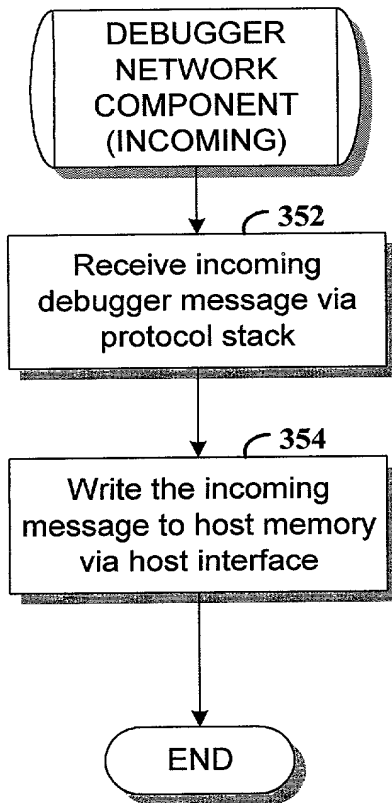 DEBUGGER
NETWORK
COMPONENT
(INCOMING)
352
Receive incoming
debugger message via
protocol stack
354
Write the incoming
message to host memory
via host interface
END